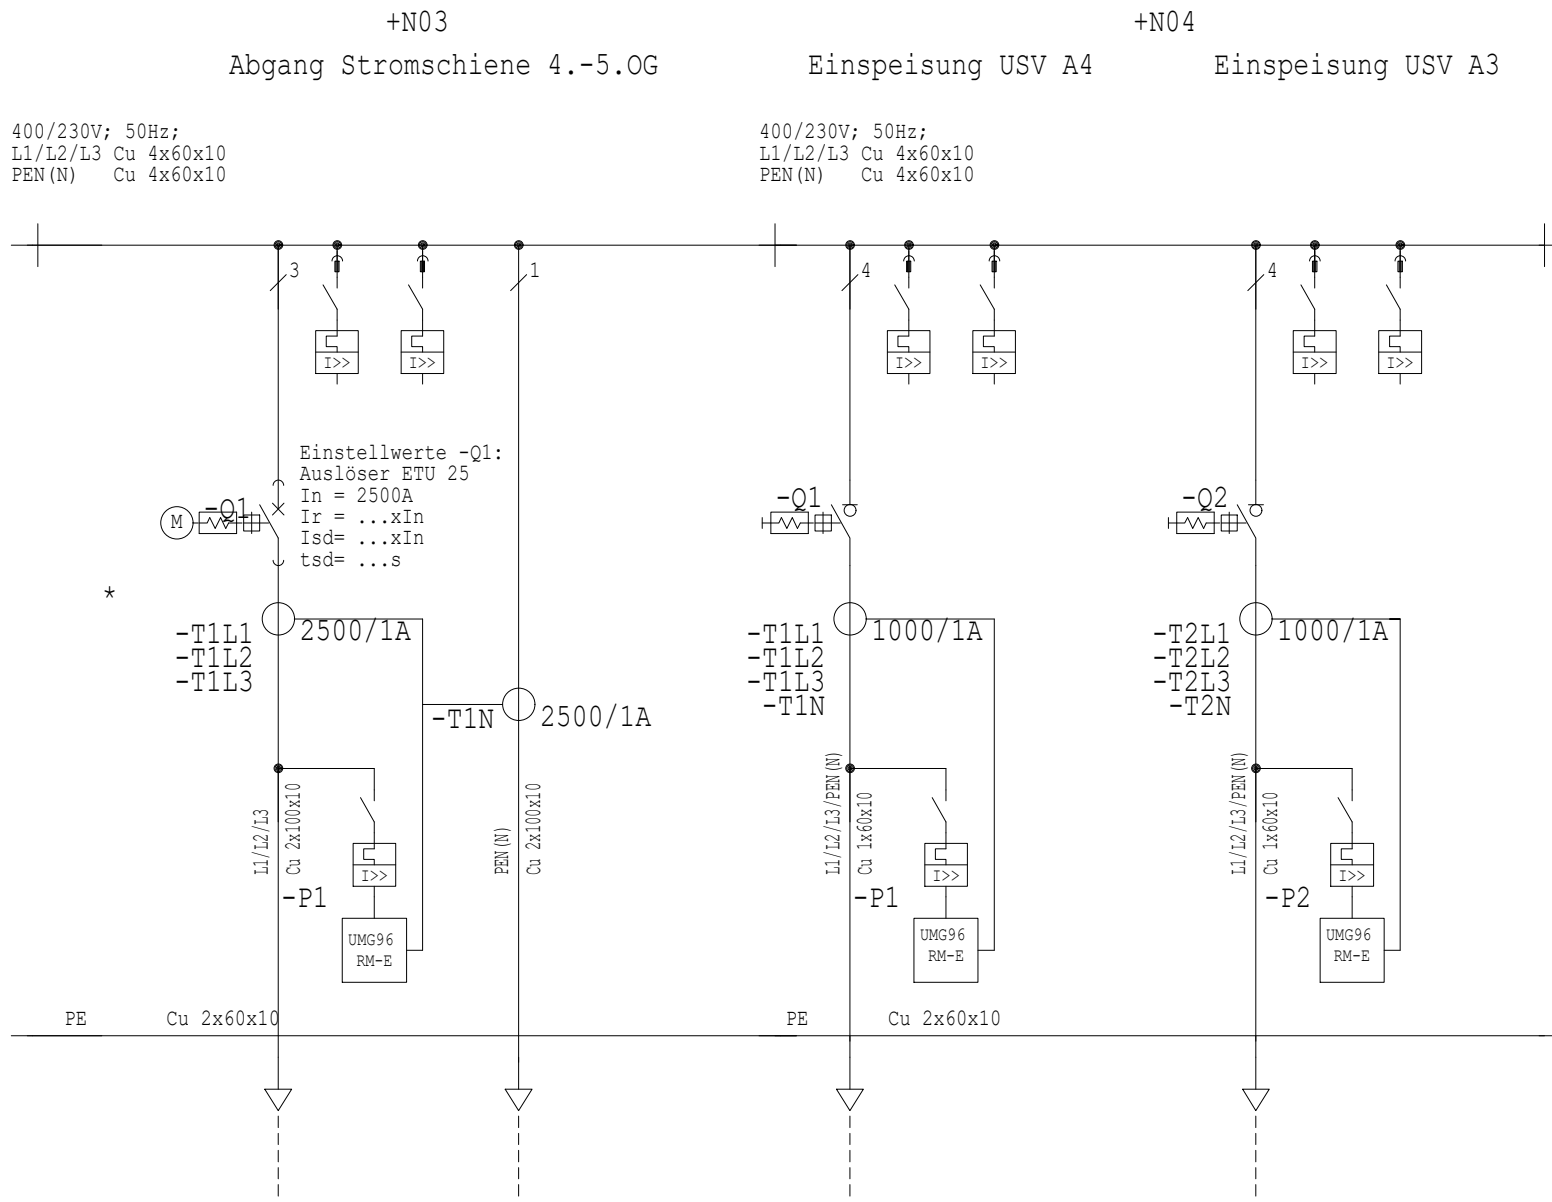 +N03
+N04
Abgang Stromschiene 4.-5.OG
Einspeisung USV A4
Einspeisung USV A3
400/230V; 50Hz;
L1/L2/L3 Cu 4x60x10
PEN(N) Cu 4x60x10
400/230V; 50Hz;
L1/L2/L3 Cu 4x60x10
PEN(N) Cu 4x60x10
3
1
4
4
I>>
I>>
I>>
I>>
I>>
I>>
Einstellwerte -Q1:
Auslöser ETU 25
In = 2500A
Ir = ...xIn
Isd= ...xIn
tsd= ...s
-Q1
M
-Q1
-Q2
*
-T1L1
-T1L2
-T1L3
2500/1A
-T1N
2500/1A
-T1L1
-T1L2
-T1L3
-T1N
1000/1A
-T2L1
-T2L2
-T2L3
-T2N
1000/1A
L1/L2/L3
Cu 2x100x10
PEN(N)
Cu 2x100x10
L1/L2/L3/PEN(N)
Cu 1x60x10
L1/L2/L3/PEN(N)
Cu 1x60x10
I>>
I>>
I>>
-P1
-P1
-P2
UMG96
RM-E
UMG96
RM-E
UMG96
RM-E
PE Cu 2x60x10
PE Cu 2x60x10